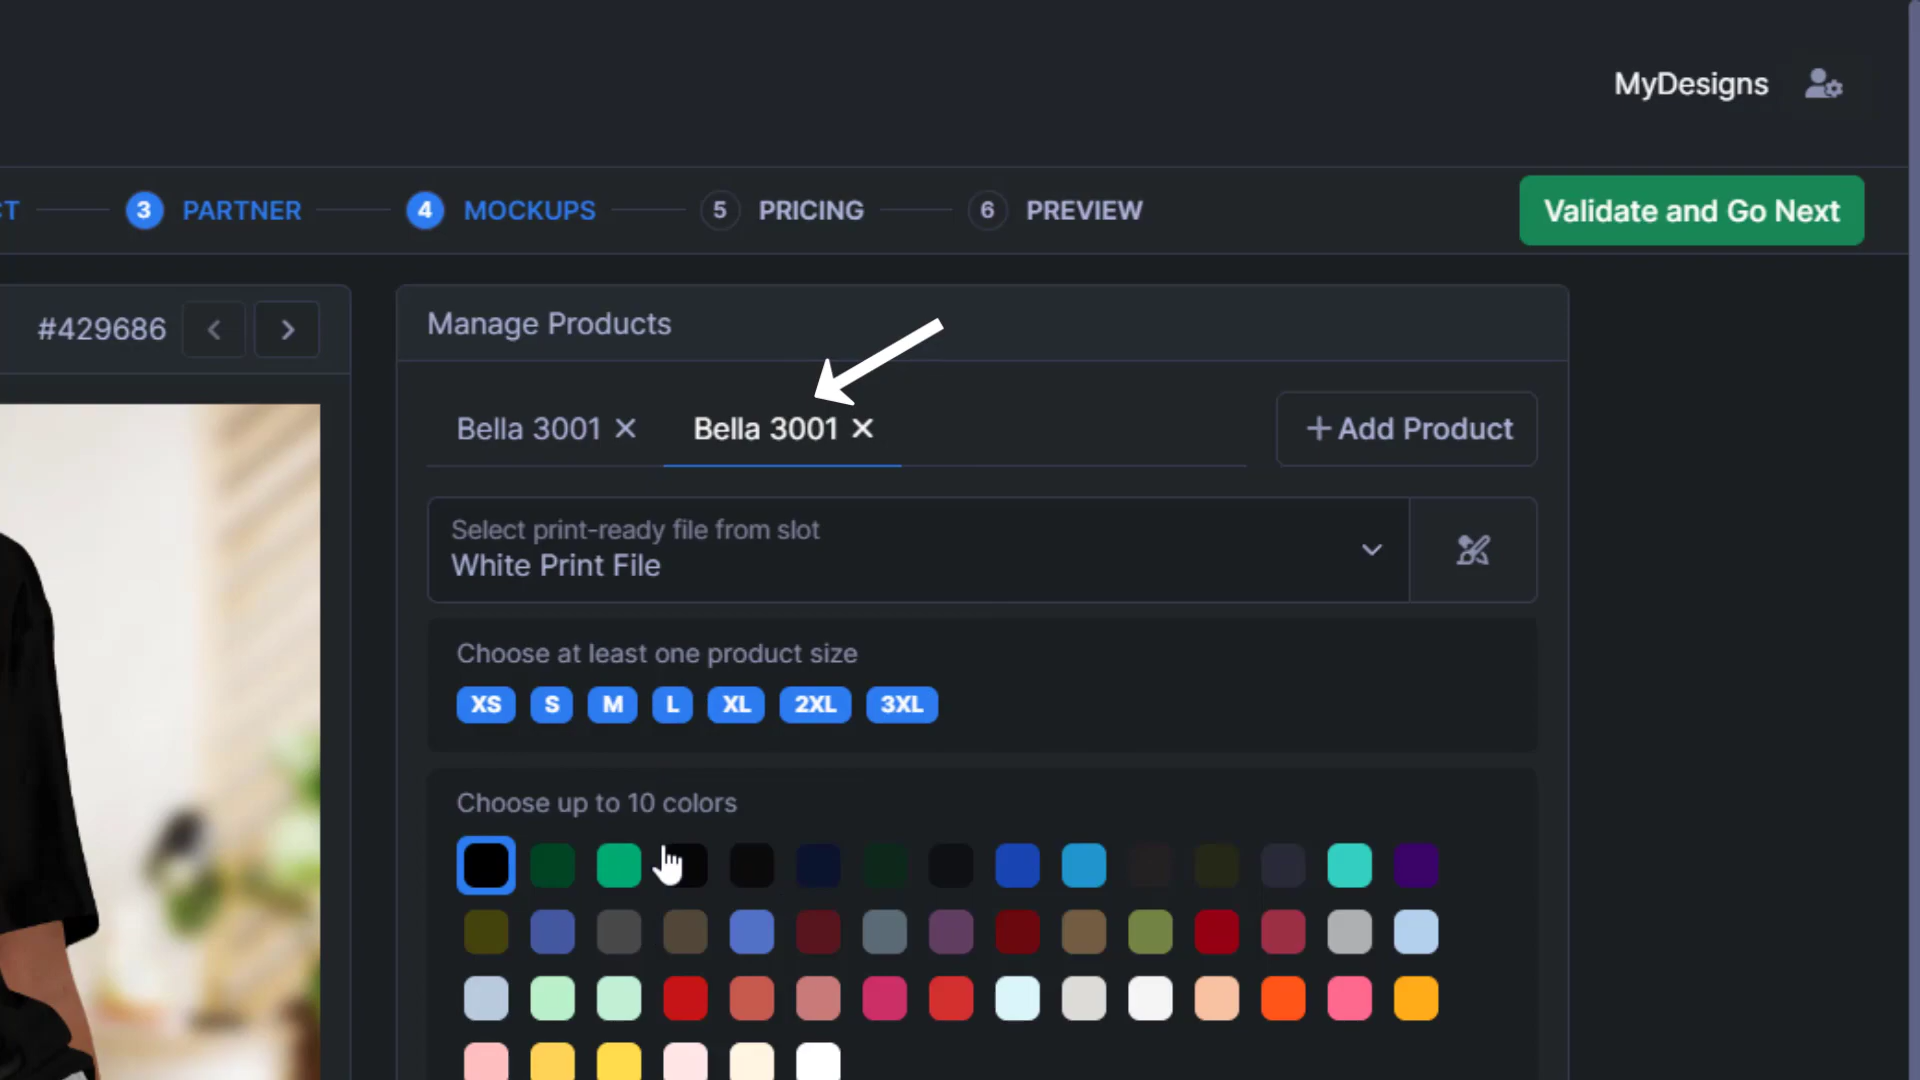 MyDesigns
CT 3 PARTNER 4 MOCKUPS 5 PRICING 6 PREVIEW Validate and Go Next
#429686
Manage Products
Bella 3001 Bella 3001 +Add Product
Select print-ready file from slot
White Print File
Choose at least one product size
XS S M L XL 2XL 3XL
Choose up to 10 colors